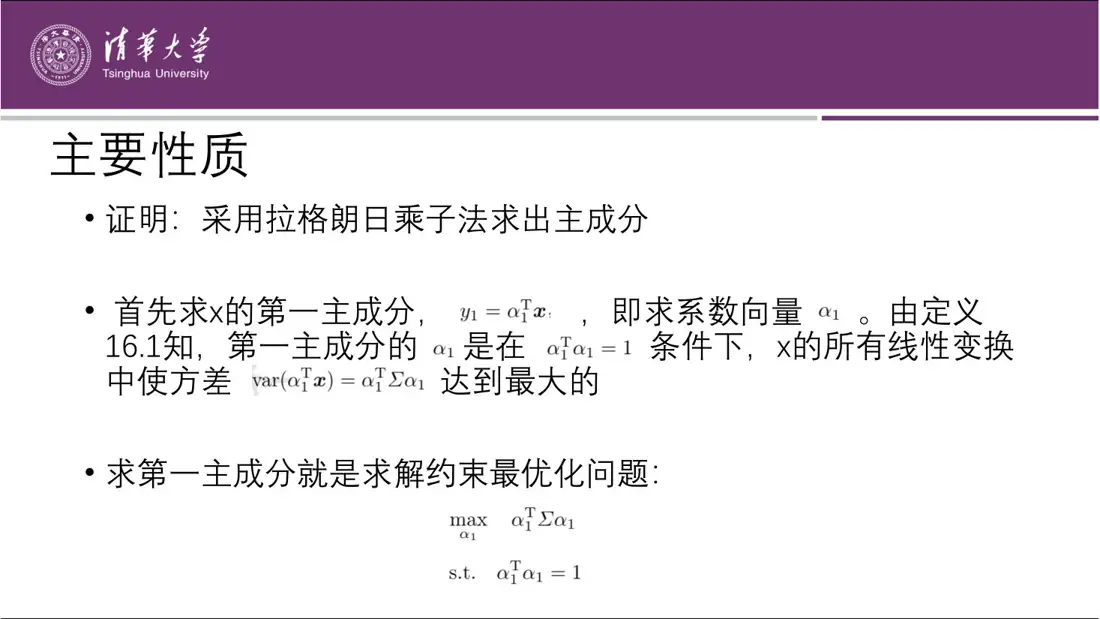 清华大学
Tsinghua University
主要性质
• 证明：采用拉格朗日乘子法求出主成分
• 首先求x的第一主成分， y₁ = α₁ᵀx, ，即求系数向量 α₁ 。由定义
16.1知，第一主成分的 α₁ 是在 α₁ᵀα₁ = 1 条件下，x的所有线性变换
中使方差 var(α₁ᵀx) = α₁ᵀΣα₁ 达到最大的
• 求第一主成分就是求解约束最优化问题：
max α₁ᵀΣα₁
α₁
s.t. α₁ᵀα₁ = 1